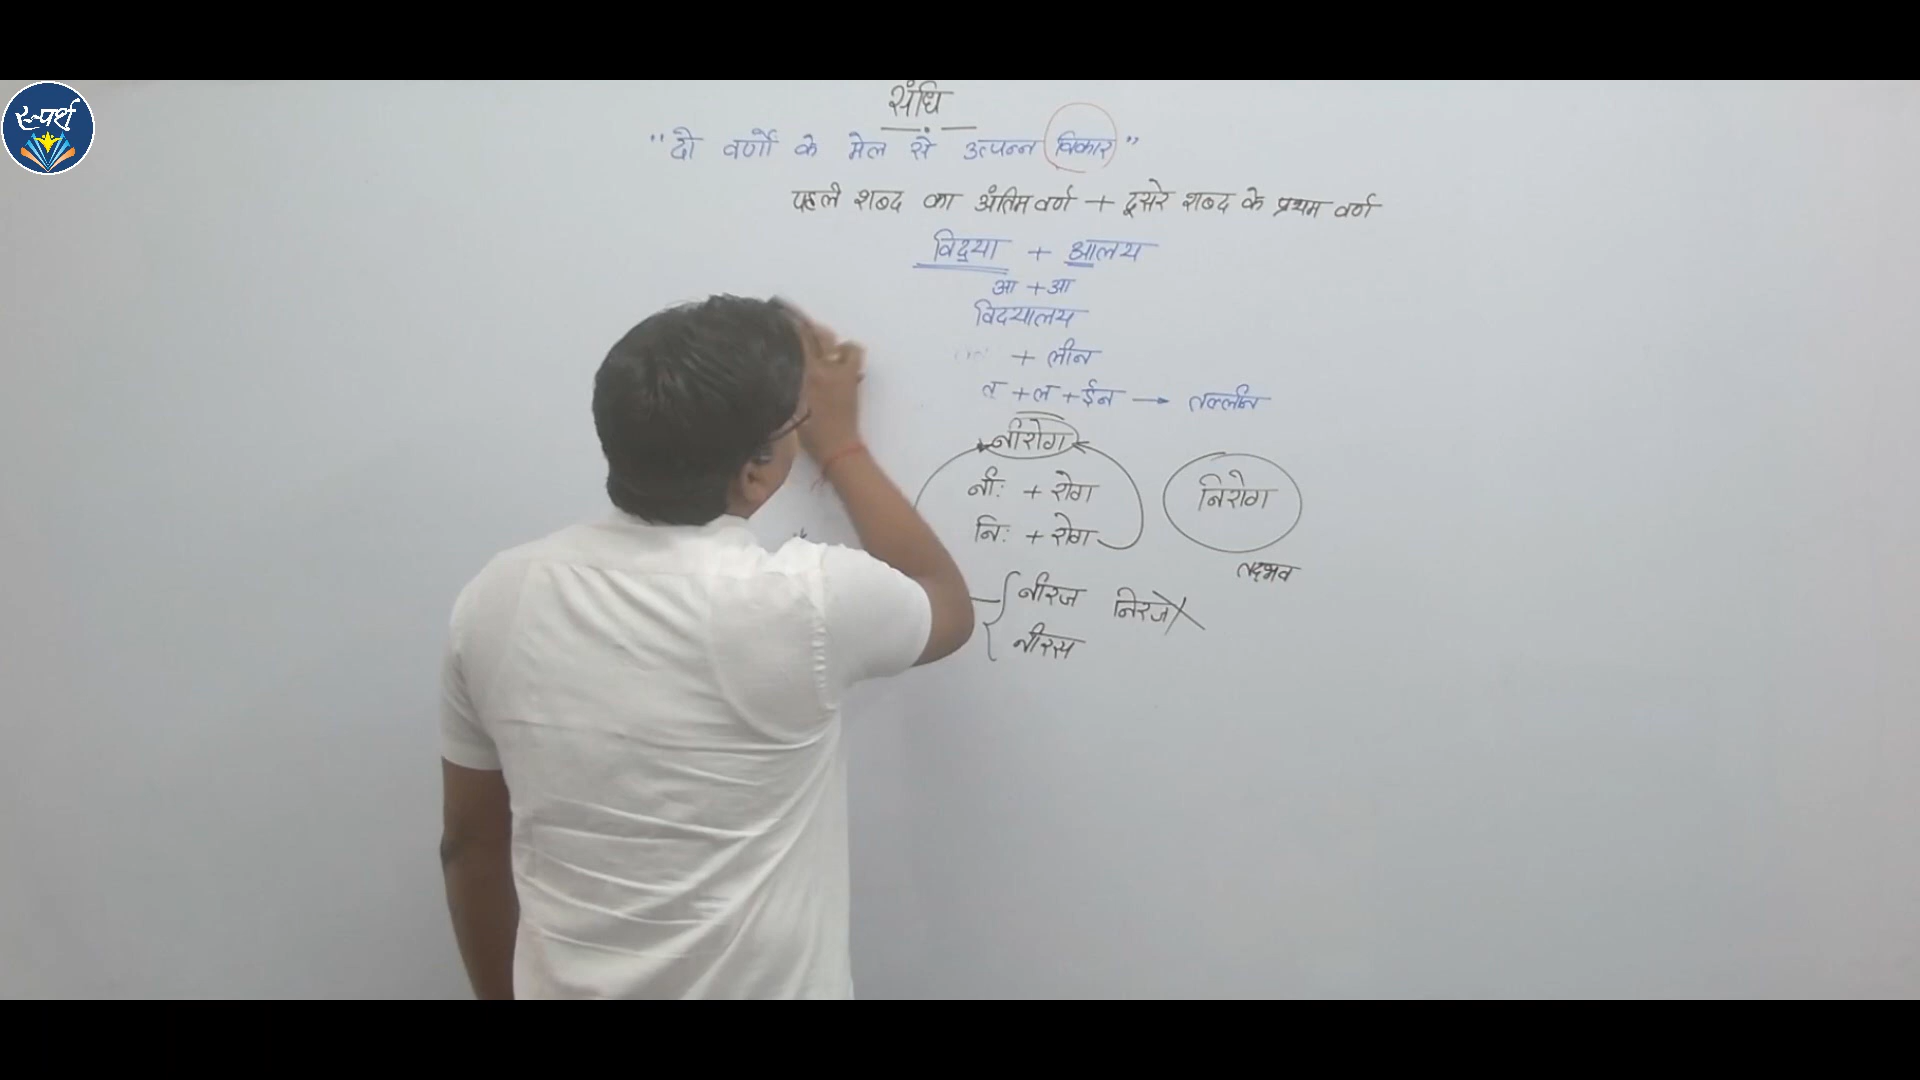 स्पर्धा
संधि
"दो वर्णों के मेल से उत्पन्न विकार"
पहले शब्द का अंतिम वर्ण + दूसरे शब्द के प्रथम वर्ण
विद्या + आलय
आ + आ
विद्यालय
+ लीन
त् + ल + ईन → तल्लीन
नीरोग
नीः + रोग
निः + रोग
निरोग
तद्भव
नीरज निरज
नीरस